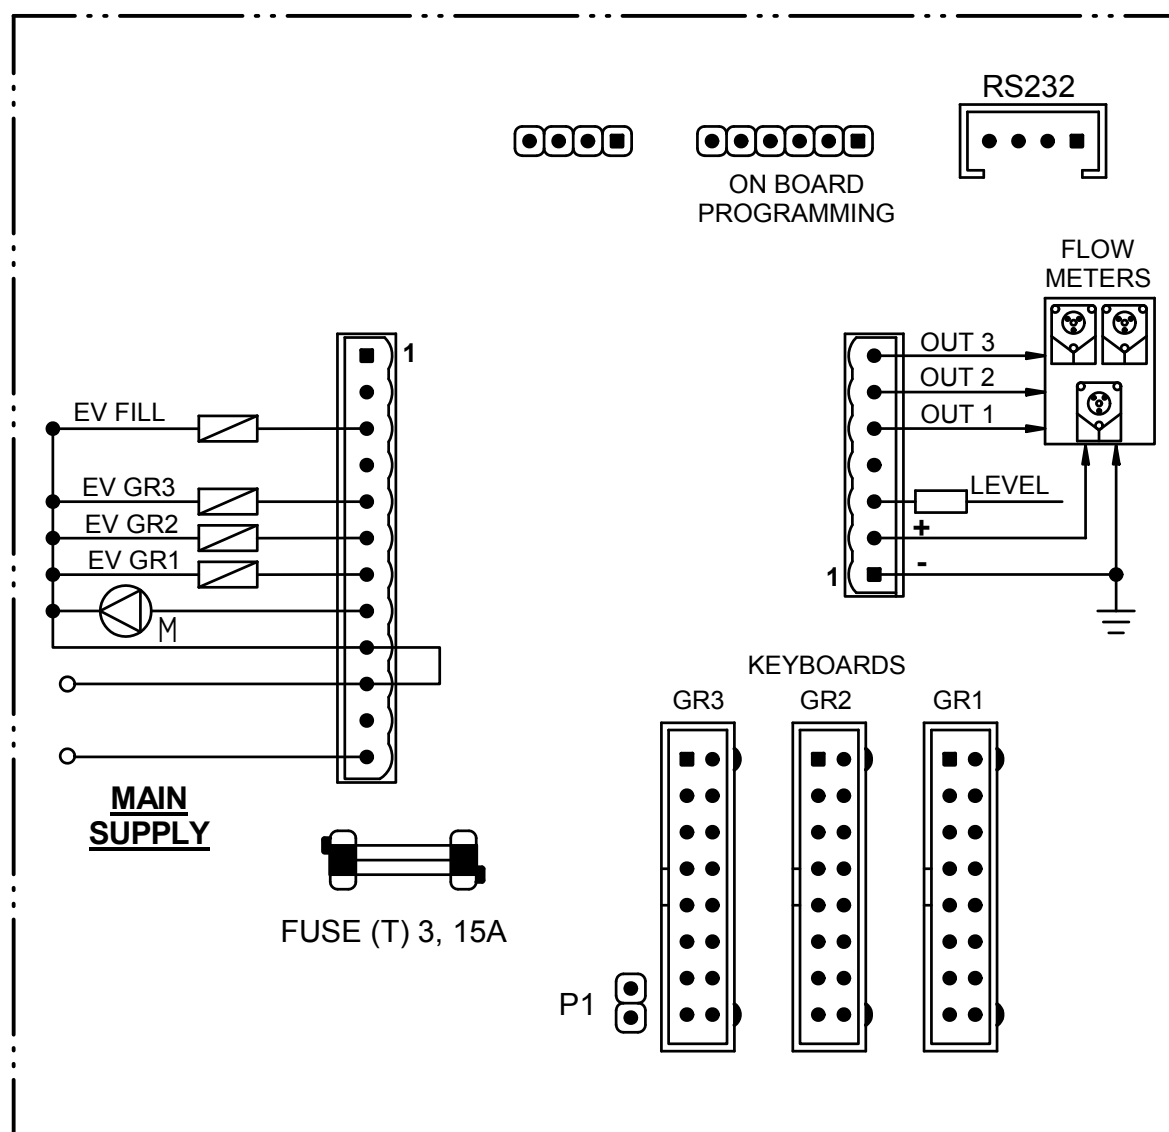 RS232
ON BOARD
PROGRAMMING
FLOW
METERS
1
OUT 3
OUT 2
EV FILL
OUT 1
EV GR3
LEVEL
EV GR2
+
EV GR1
-
1
M
KEYBOARDS
GR3
GR2
GR1
MAIN
SUPPLY
FUSE (T) 3, 15A
P1